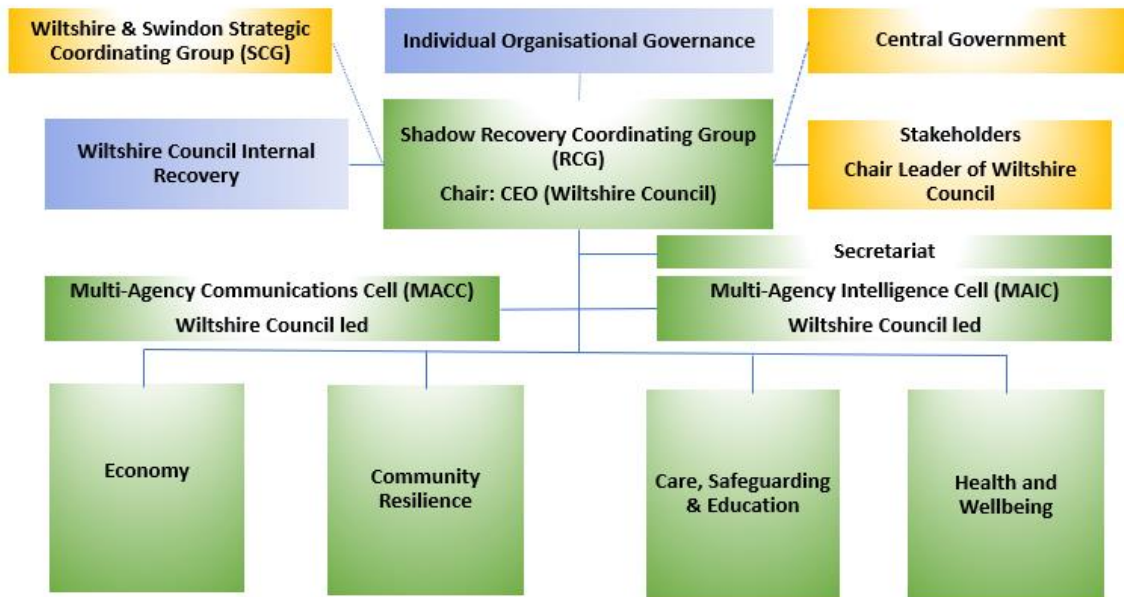 Wiltshire & Swindon Strategic
Coordinating Group (SCG)
Individual Organisational Governance
Central Government
Wiltshire Council Internal
Recovery
Shadow Recovery Coordinating Group
(RCG)
Chair: CEO (Wiltshire Council)
Stakeholders
Chair Leader of Wiltshire
Council
Secretariat
Multi-Agency Communications Cell (MACC)
Wiltshire Council led
Multi-Agency Intelligence Cell (MAIC)
Wiltshire Council led
Economy
Community
Resilience
Care, Safeguarding
& Education
Health and
Wellbeing